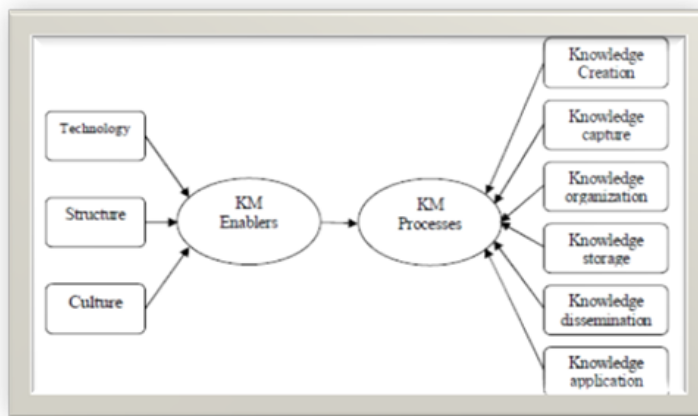 Technology
Structure
Culture
KM
Enablers
KM
Processes
Knowledge
Creation
Knowledge
capture
Knowledge
organization
Knowledge
storage
Knowledge
dissemination
Knowledge
application